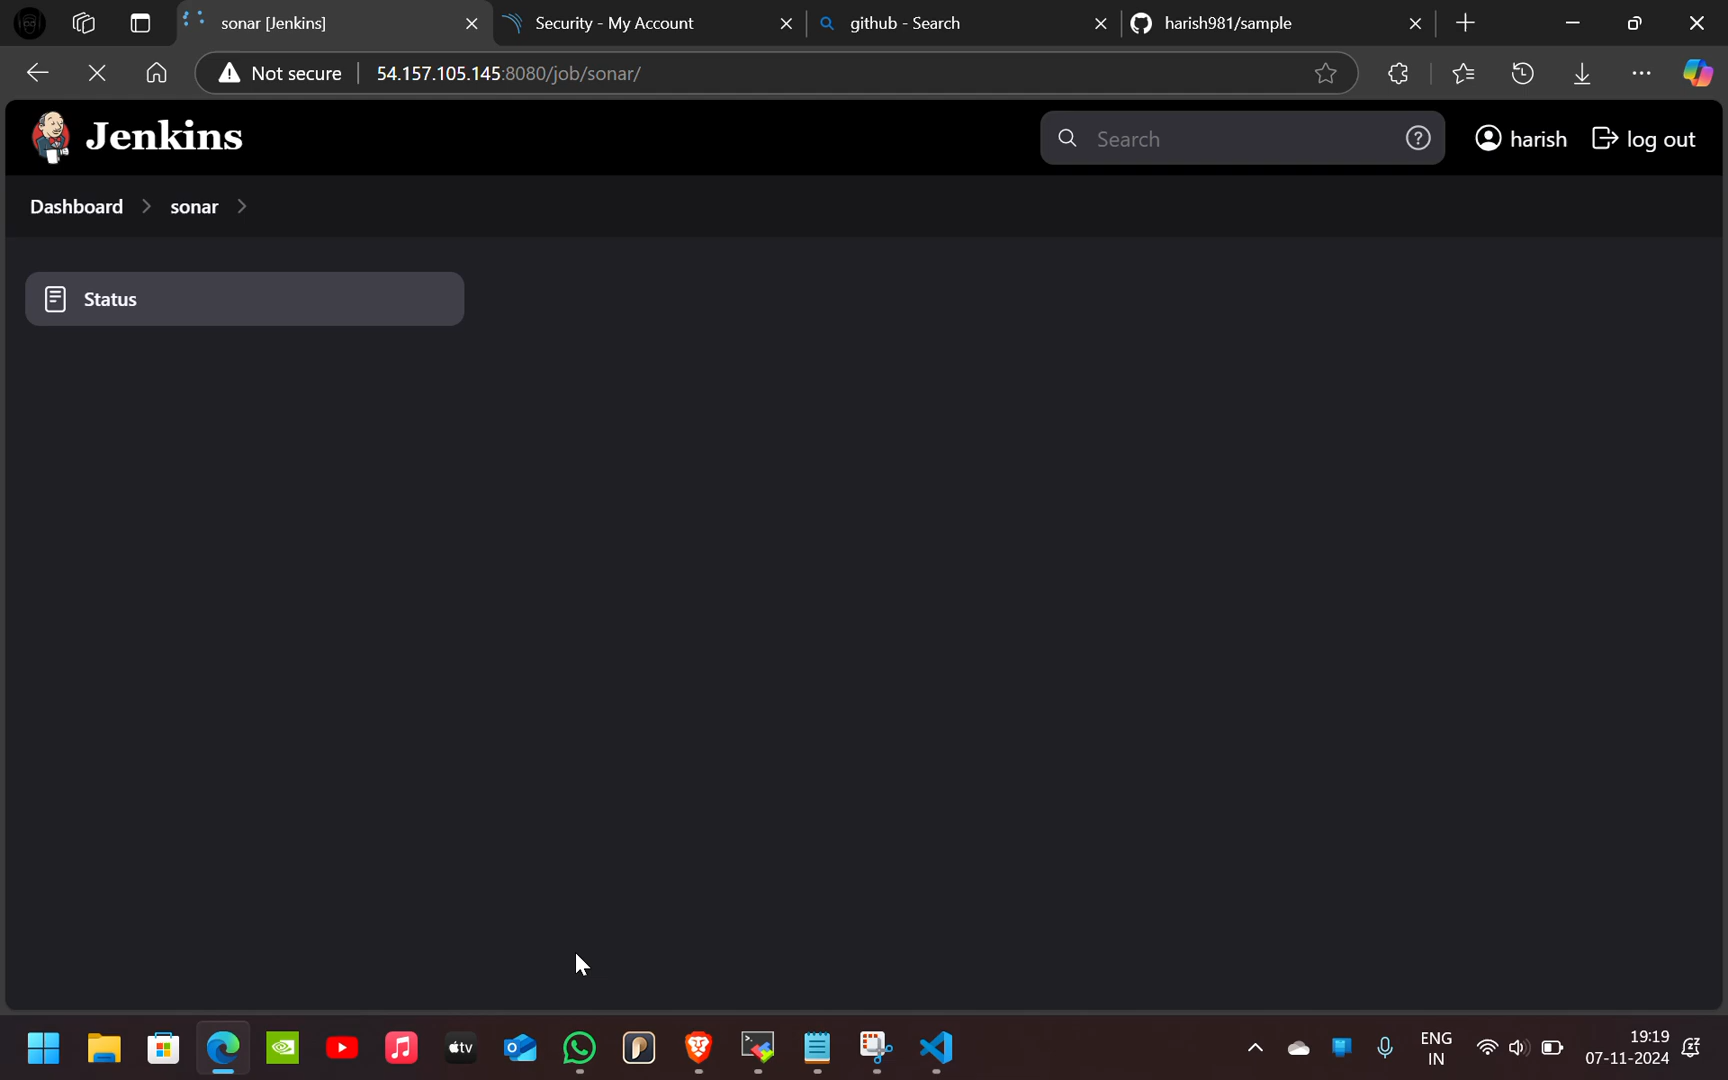 sonar [Jenkins]
Security - My Account
github - Search
harish981/sample
Not secure
54.157.105.145:8080/job/sonar/
Jenkins
Search
harish
log out
Dashboard
sonar
Status
tv
ENG
IN
19:19
07-11-2024